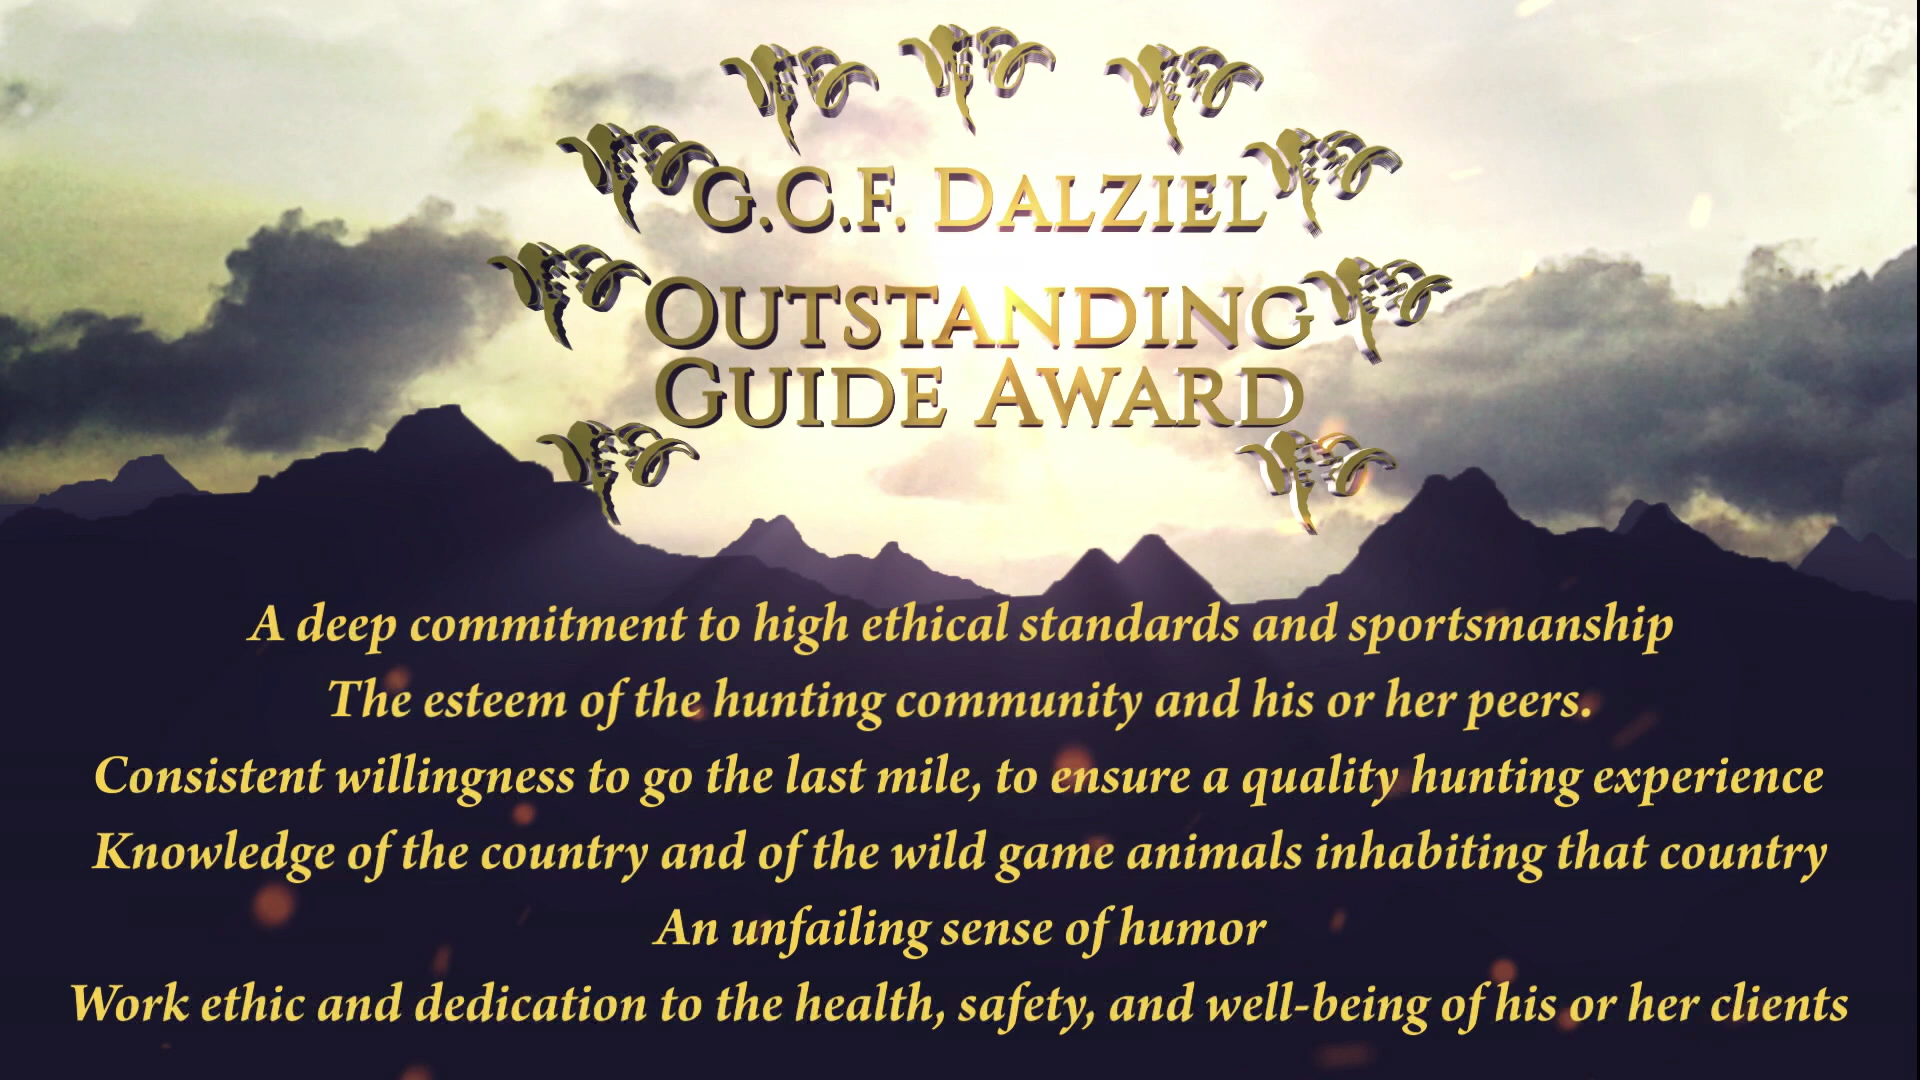 G.C.F. Dalziel
Outstanding
Guide Award
A deep commitment to high ethical standards and sportsmanship
The esteem of the hunting community and his or her peers.
Consistent willingness to go the last mile, to ensure a quality hunting experience
Knowledge of the country and of the wild game animals inhabiting that country
An unfailing sense of humor
Work ethic and dedication to the health, safety, and well-being of his or her clients